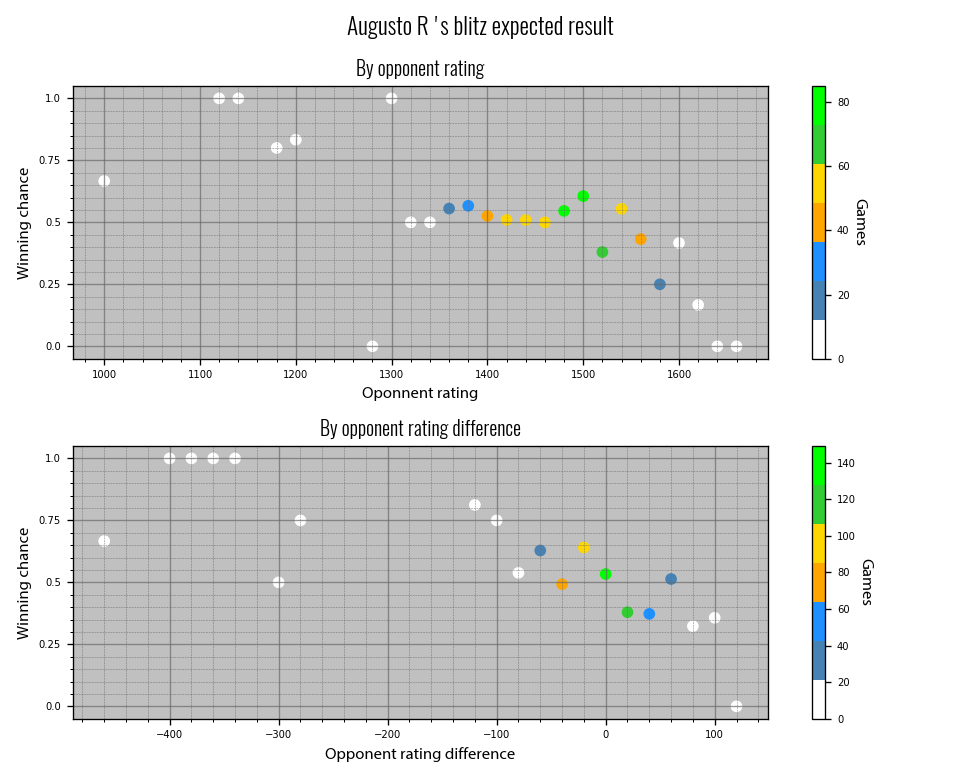 Augusto R 's blitz expected result
By opponent rating
1.0
0.75
0.5
0.25
0.0
Winning chance
1000 1100 1200 1300 1400 1500 1600
Oponnent rating
80
60
40
20
0
Games
By opponent rating difference
1.0
0.75
0.5
0.25
0.0
Winning chance
−400 −300 −200 −100 0 100
Opponent rating difference
140
120
100
80
60
40
20
0
Games